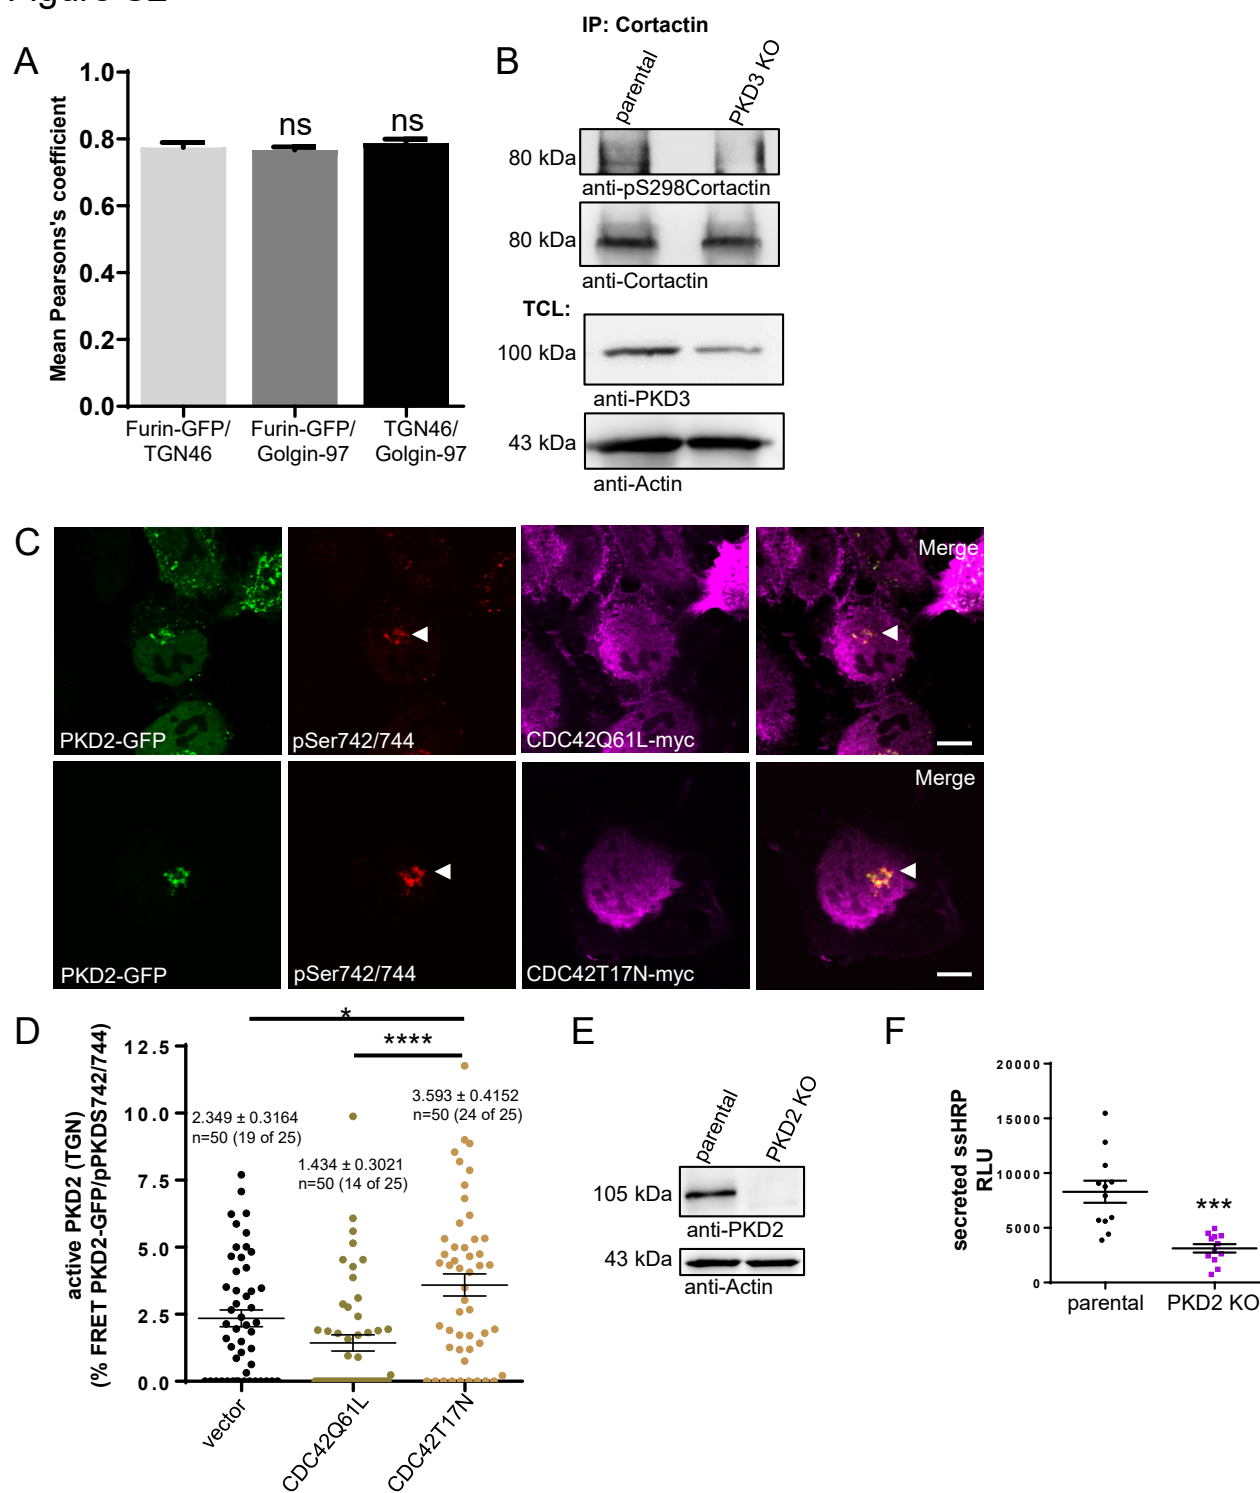 A
Mean Pearsons's coefficient
1.0
0.8
0.6
0.4
0.2
0.0
ns
ns
Furin-GFP/
TGN46
Furin-GFP/
Golgin-97
TGN46/
Golgin-97
B
IP: Cortactin
parental
PKD3 KO
80 kDa
anti-pS298Cortactin
80 kDa
anti-Cortactin
TCL:
100 kDa
anti-PKD3
43 kDa
anti-Actin
C
PKD2-GFP
pSer742/744
CDC42Q61L-myc
Merge
PKD2-GFP
pSer742/744
CDC42T17N-myc
Merge
D
active PKD2 (TGN)
(% FRET PKD2-GFP/pPKDS742/744)
12.5
10.0
7.5
5.0
2.5
0.0
*
****
2.349 ± 0.3164
n=50 (19 of 25)
1.434 ± 0.3021
n=50 (14 of 25)
3.593 ± 0.4152
n=50 (24 of 25)
vector
CDC42Q61L
CDC42T17N
E
parental
PKD2 KO
105 kDa
anti-PKD2
43 kDa
anti-Actin
F
secreted ssHRP
RLU
20000
15000
10000
5000
0
***
parental
PKD2 KO